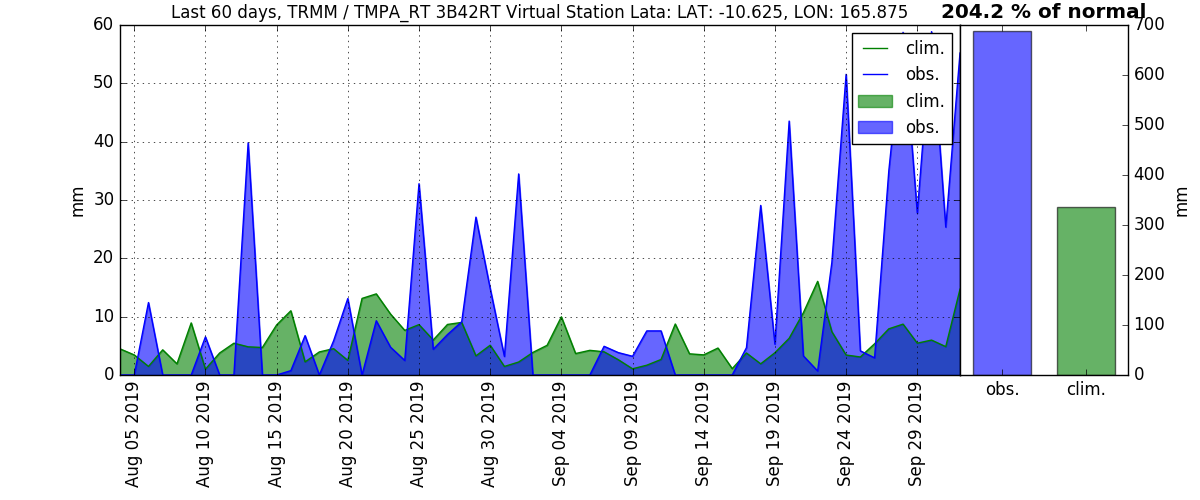 Last 60 days, TRMM / TMPA_RT 3B42RT Virtual Station Lata: LAT: -10.625, LON: 165.875
204.2 % of normal
clim.
obs.
clim.
obs.
mm
60
50
40
30
20
10
0
Aug 05 2019
Aug 10 2019
Aug 15 2019
Aug 20 2019
Aug 25 2019
Aug 30 2019
Sep 04 2019
Sep 09 2019
Sep 14 2019
Sep 19 2019
Sep 24 2019
Sep 29 2019
700
600
500
400
300
200
100
0
mm
obs.
clim.